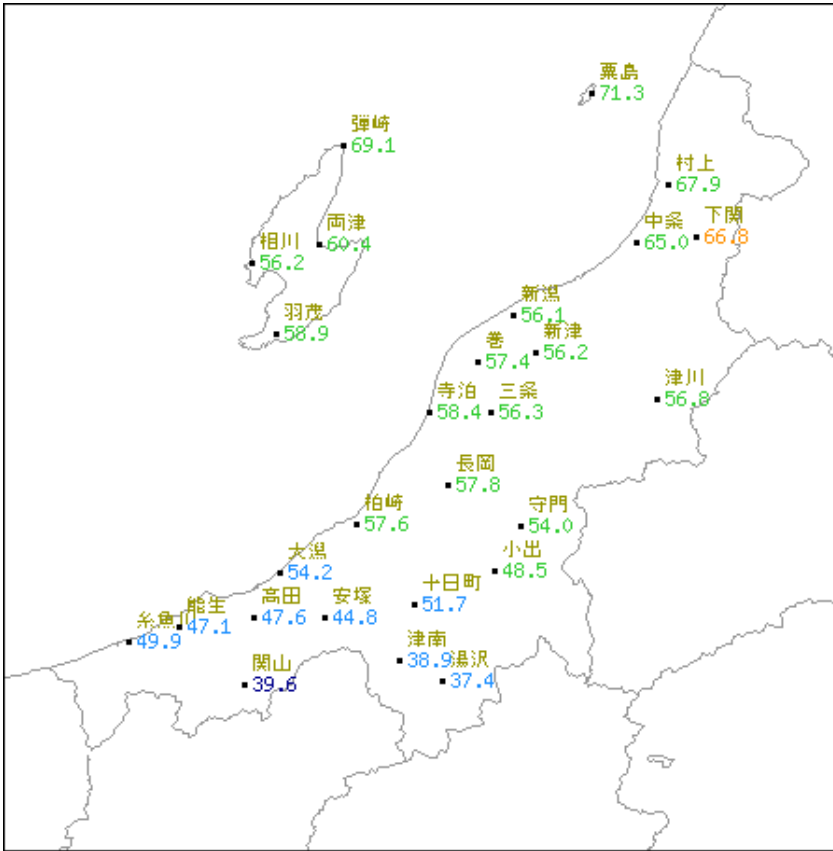 粟島
71.3
弾崎
69.1
村上
67.9
下関
66.8
中条
65.0
両津
60.4
相川
56.2
羽茂
58.9
新潟
56.1
新津
56.2
巻
57.4
津川
56.8
寺泊
58.4
三条
56.3
長岡
57.8
柏崎
57.6
守門
54.0
小出
48.5
大潟
54.2
十日町
51.7
高田
47.6
安塚
44.8
能生
47.1
糸魚川
49.9
津南
38.9
湯沢
37.4
関山
39.6